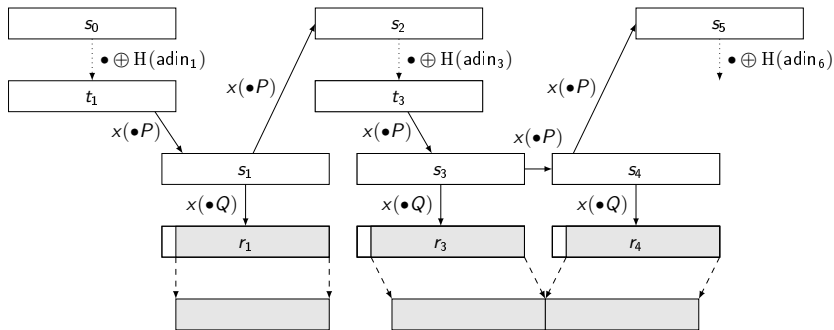 s₀ s₂ s₅
• ⊕ H(adin₁) • ⊕ H(adin₃) • ⊕ H(adin₆)
t₁ x(•P) t₃ x(•P)
x(•P) x(•P) x(•P)
s₁ s₃ s₄
x(•Q) x(•Q) x(•Q)
r₁ r₃ r₄